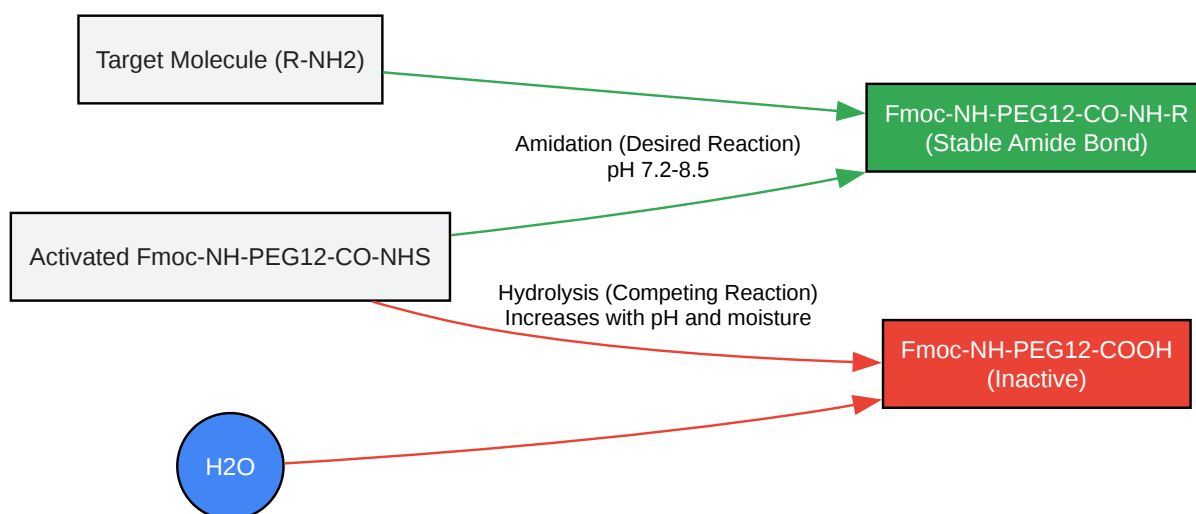 Target Molecule (R-NH2)
Fmoc-NH-PEG12-CO-NH-R
(Stable Amide Bond)
Amidation (Desired Reaction)
pH 7.2-8.5
Activated Fmoc-NH-PEG12-CO-NHS
Hydrolysis (Competing Reaction)
Increases with pH and moisture
Fmoc-NH-PEG12-COOH
(Inactive)
H2O